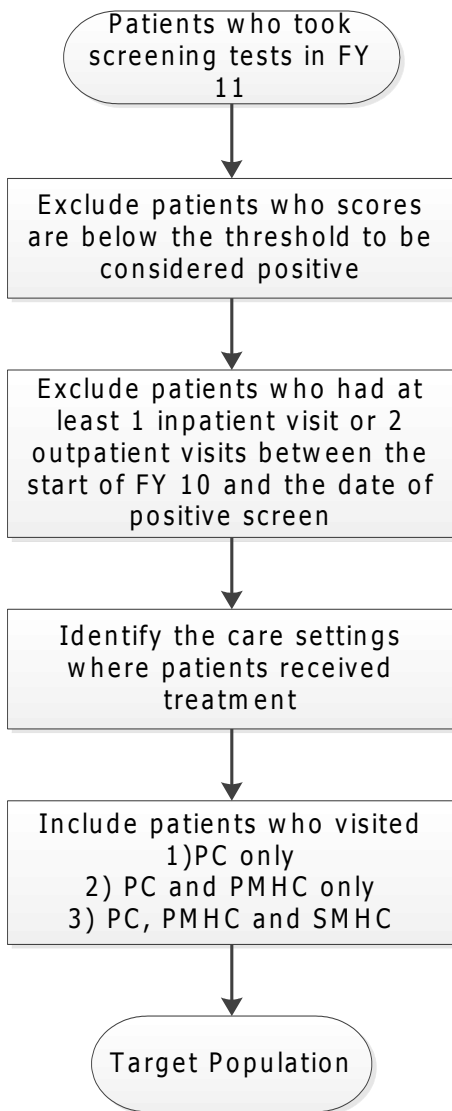 Patients who took
screening tests in FY
11
Exclude patients who scores
are below the threshold to be
considered positive
Exclude patients who had at
least 1 inpatient visit or 2
outpatient visits between the
start of FY 10 and the date of
positive screen
Identify the care settings
where patients received
treatment
Include patients who visited
1)PC only
2) PC and PMHC only
3) PC, PMHC and SMHC
Target Population